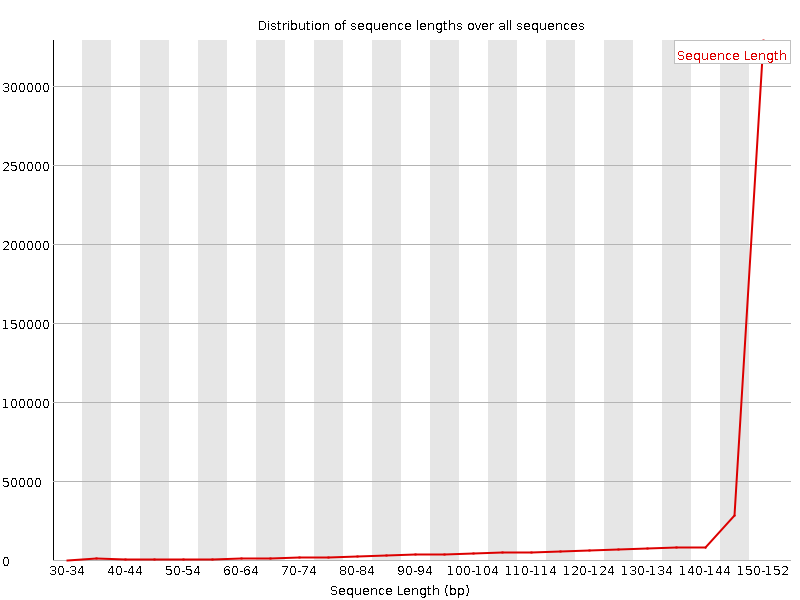 Distribution of sequence lengths over all sequences
Sequence Length
300000
250000
200000
150000
100000
50000
0
30-34 40-44 50-54 60-64 70-74 80-84 90-94 100-104 110-114 120-124 130-134 140-144 150-152
Sequence Length (bp)